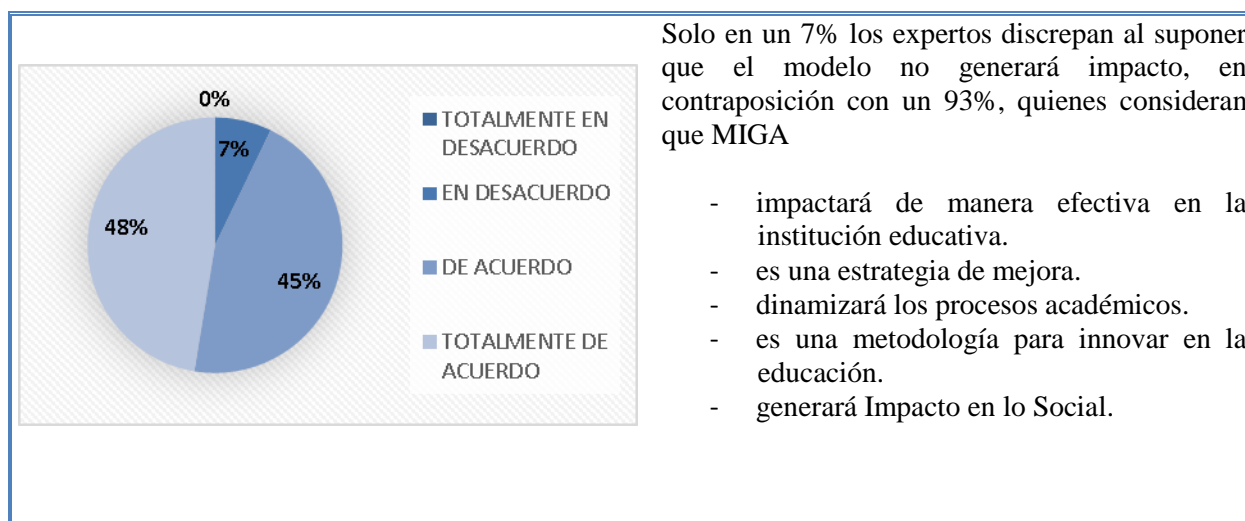 0%
7%
48%
45%
TOTALMENTE EN
DESACUERDO
EN DESACUERDO
DE ACUERDO
TOTALMENTE DE
ACUERDO
Solo en un 7% los expertos discrepan al suponer
que el modelo no generará impacto, en
contraposición con un 93%, quienes consideran
que MIGA
- impactará de manera efectiva en la
institución educativa.
- es una estrategia de mejora.
- dinamizará los procesos académicos.
- es una metodología para innovar en la
educación.
- generará Impacto en lo Social.